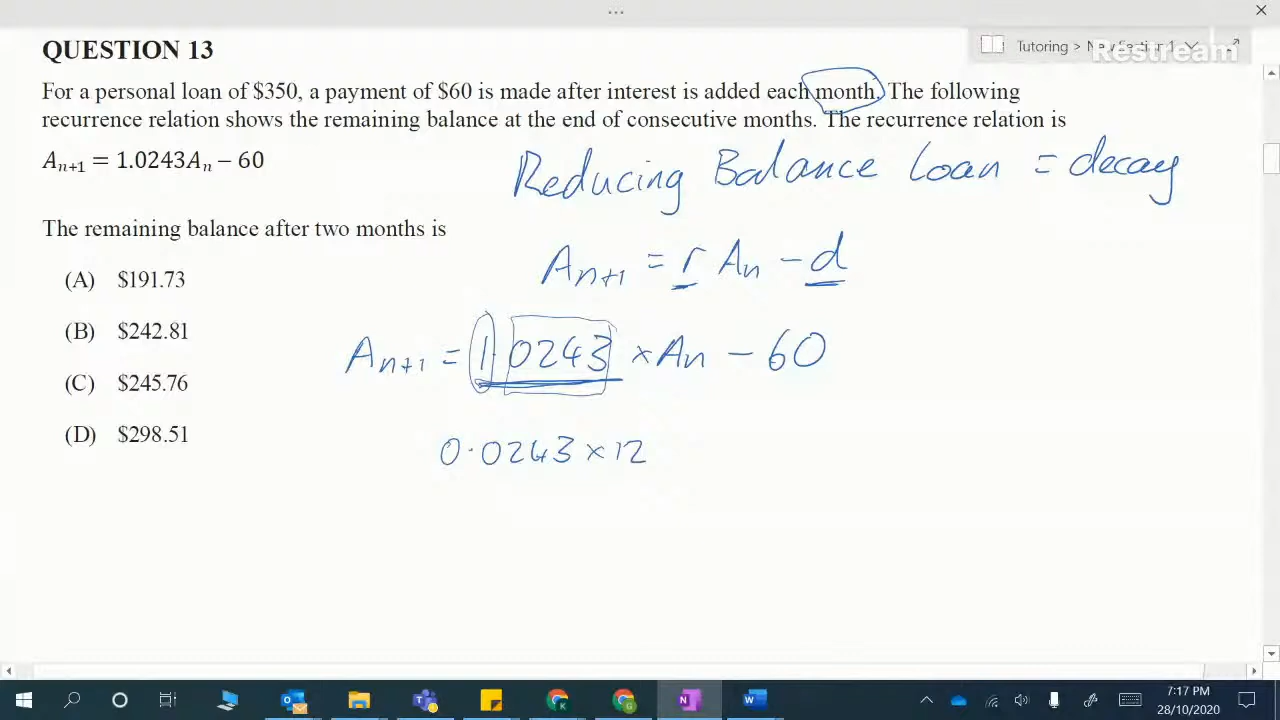 Tutoring > New Section 1
Restream
QUESTION 13
For a personal loan of $350, a payment of $60 is made after interest is added each month. The following
recurrence relation shows the remaining balance at the end of consecutive months. The recurrence relation is
Aₙ₊₁ = 1.0243Aₙ − 60
Reducing Balance Loan = decay
The remaining balance after two months is
Aₙ₊₁ = r Aₙ − d
(A) $191.73
(B) $242.81
Aₙ₊₁ = 1.0243 × Aₙ − 60
(C) $245.76
(D) $298.51
0.0243 × 12
7:17 PM
28/10/2020